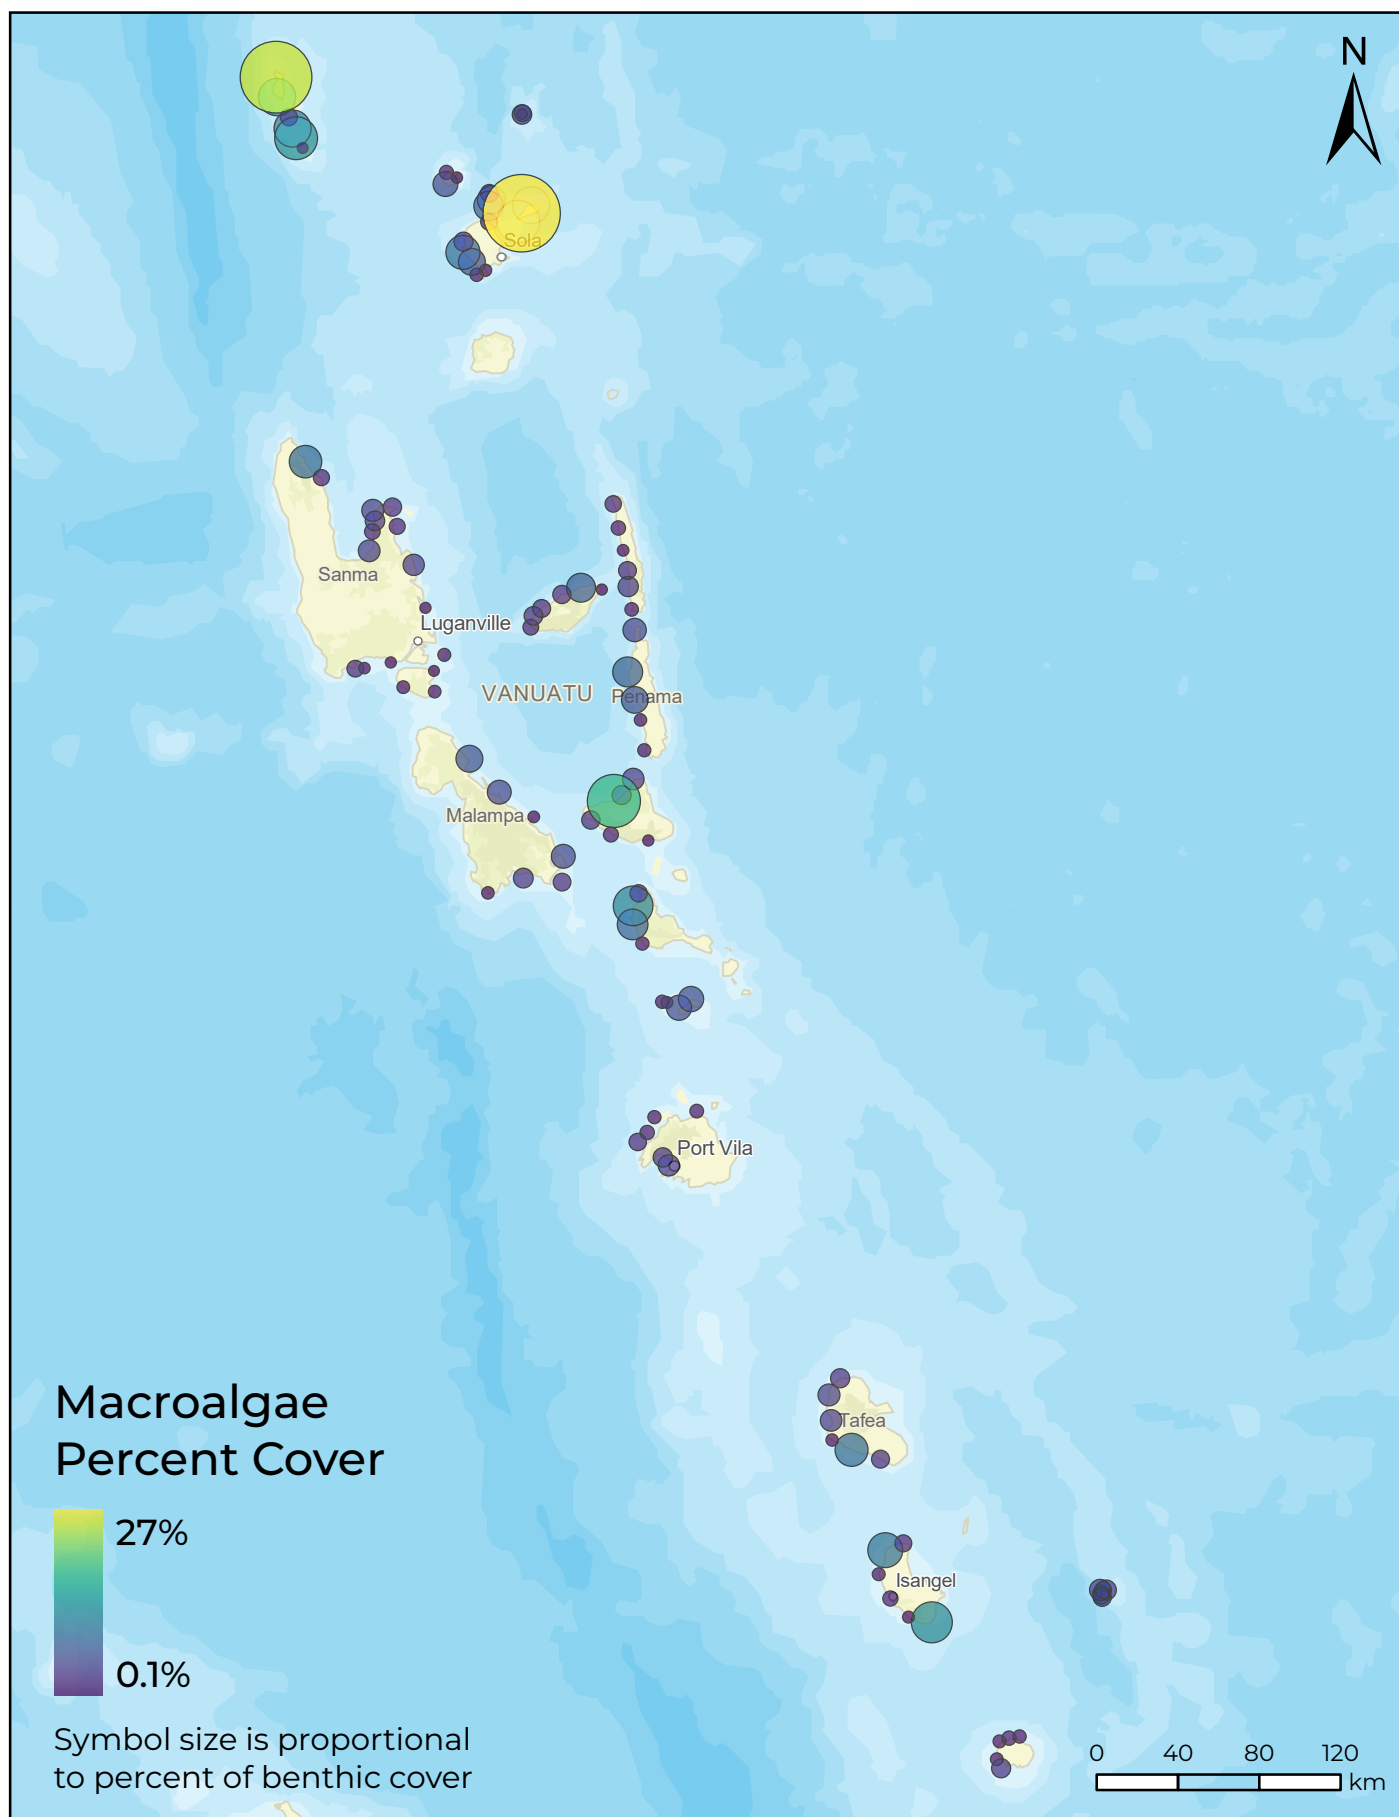 N
Sola
Sanma
Luganville
VANUATU
Penama
Malampa
Port Vila
Tafea
Isangel
Macroalgae
Percent Cover
27%
0.1%
Symbol size is proportional
to percent of benthic cover
0 40 80 120
km